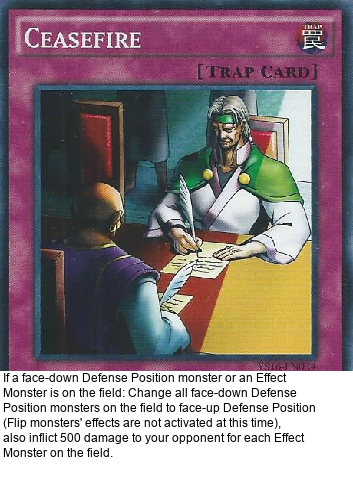 CEASEFIRE
TRAP
罠
[TRAP CARD]
If a face-down Defense Position monster or an Effect
Monster is on the field: Change all face-down Defense
Position monsters on the field to face-up Defense Position
(Flip monsters' effects are not activated at this time),
also inflict 500 damage to your opponent for each Effect
Monster on the field.